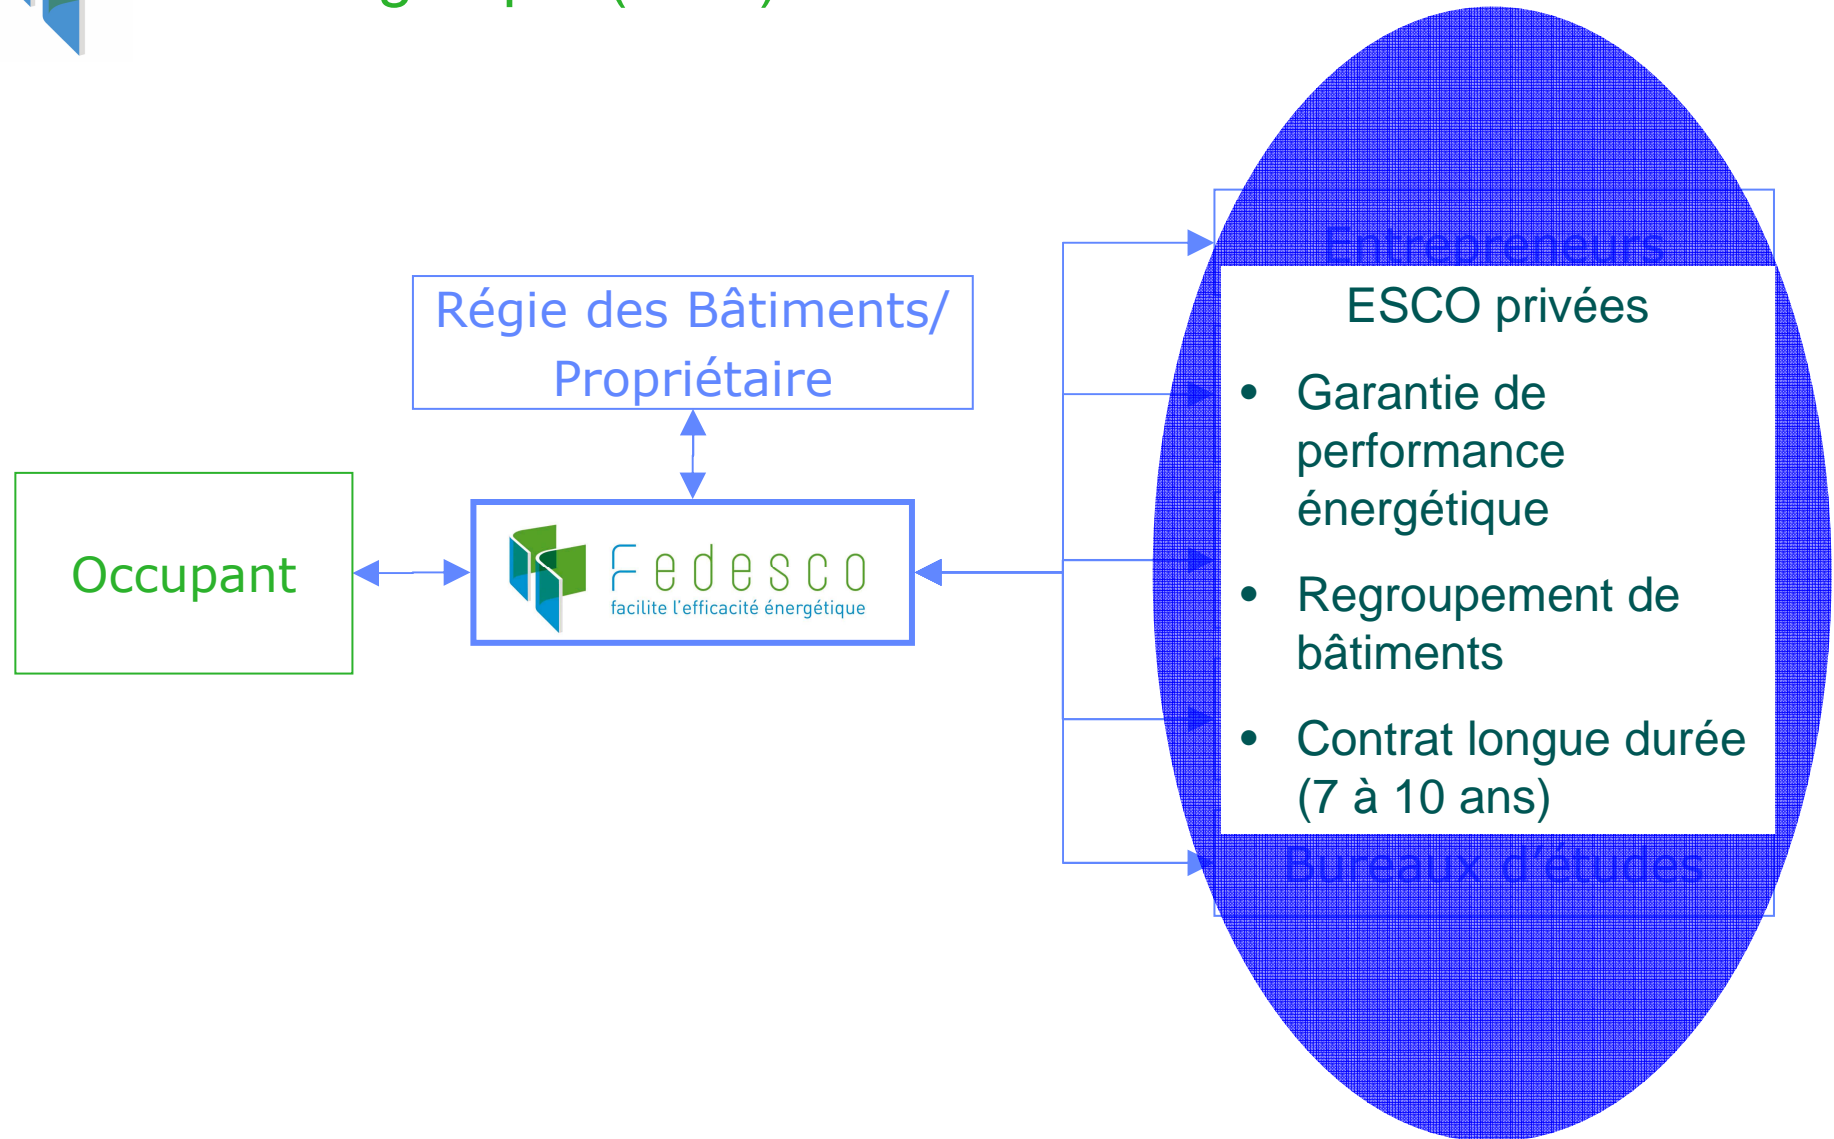 Entrepreneurs
ESCO privées
Régie des Bâtiments/
Propriétaire
• Garantie de
performance
énergétique
Occupant
Fedesco
facilite l'efficacité énergétique
• Regroupement de
bâtiments
• Contrat longue durée
(7 à 10 ans)
Bureaux d'études